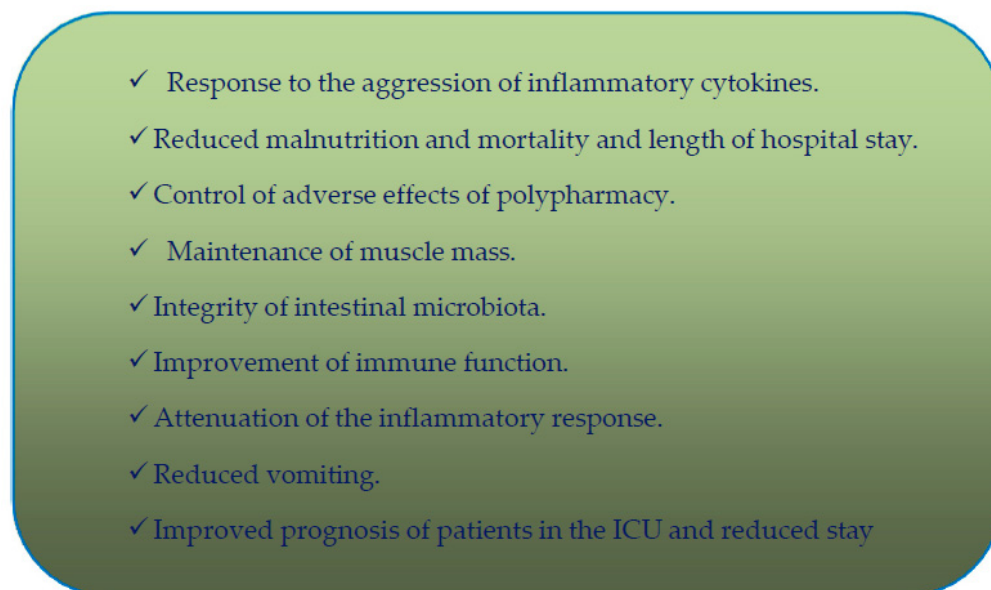 ✓ Response to the aggression of inflammatory cytokines.
✓ Reduced malnutrition and mortality and length of hospital stay.
✓ Control of adverse effects of polypharmacy.
✓ Maintenance of muscle mass.
✓ Integrity of intestinal microbiota.
✓ Improvement of immune function.
✓ Attenuation of the inflammatory response.
✓ Reduced vomiting.
✓ Improved prognosis of patients in the ICU and reduced stay